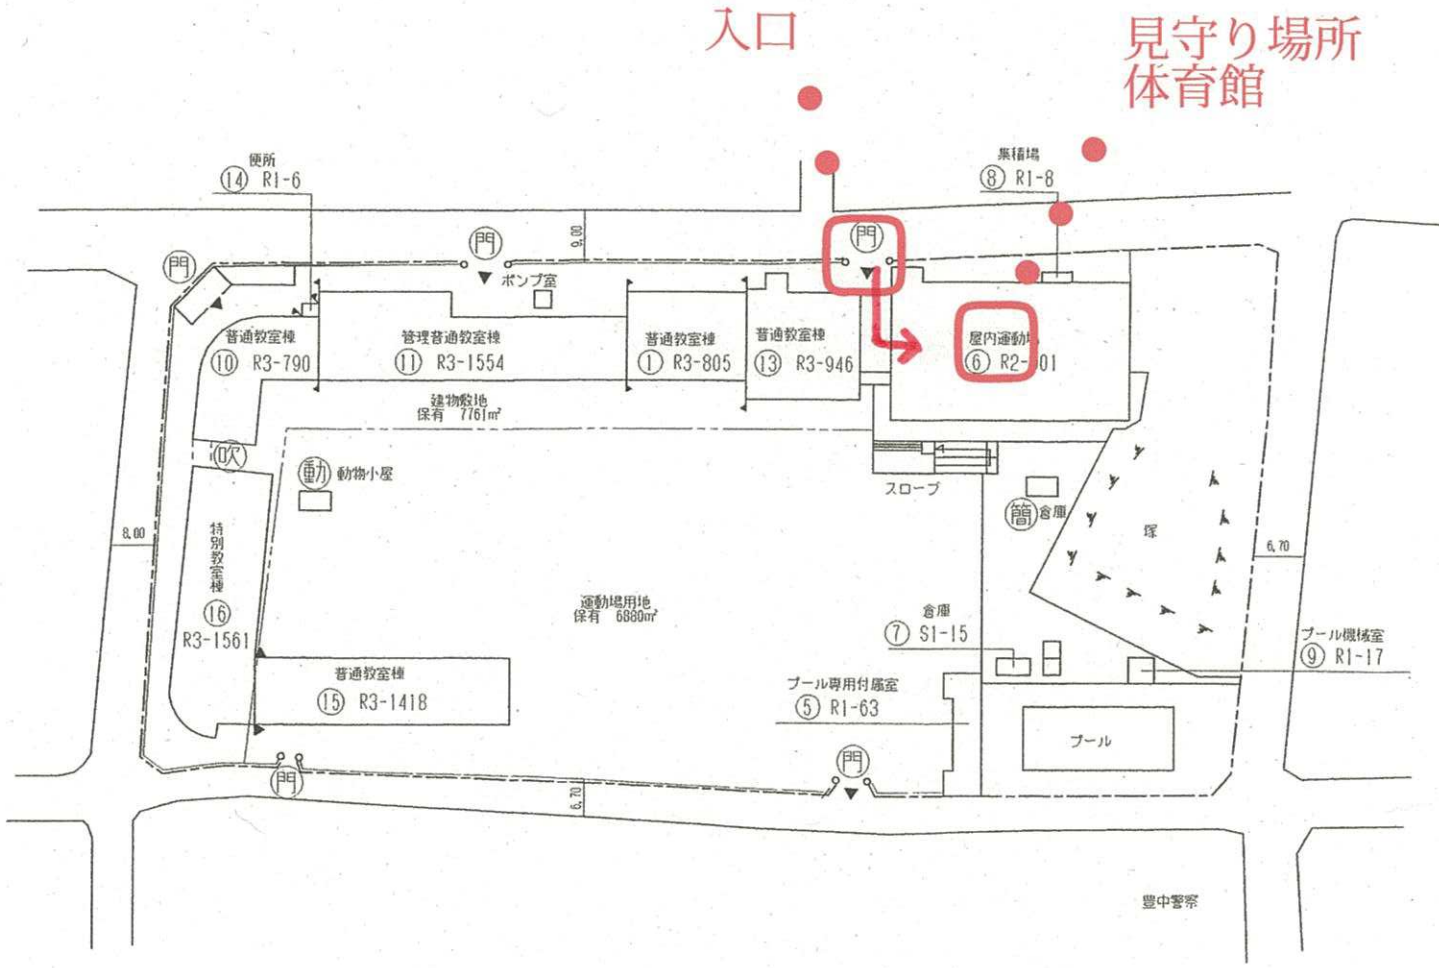 入口
見守り場所
体育館
便所
⑭ R1-6
集積場
⑧ R1-8
門
門
門
9.00
ポンプ室
普通教室棟
⑩ R3-790
管理普通教室棟
⑪ R3-1554
普通教室棟
① R3-805
普通教室棟
⑬ R3-946
屋内運動
⑥ R2- 01
建物敷地
保有 7761㎡
吹
動 動物小屋
スロープ
簡 倉庫
塚
8.00
6.70
特別教室棟
⑯
R3-1561
運動場用地
保有 6880㎡
倉庫
⑦ S1-15
プール機械室
⑨ R1-17
普通教室棟
⑮ R3-1418
プール専用付属室
⑤ R1-63
プール
門
門
6.70
豊中警察